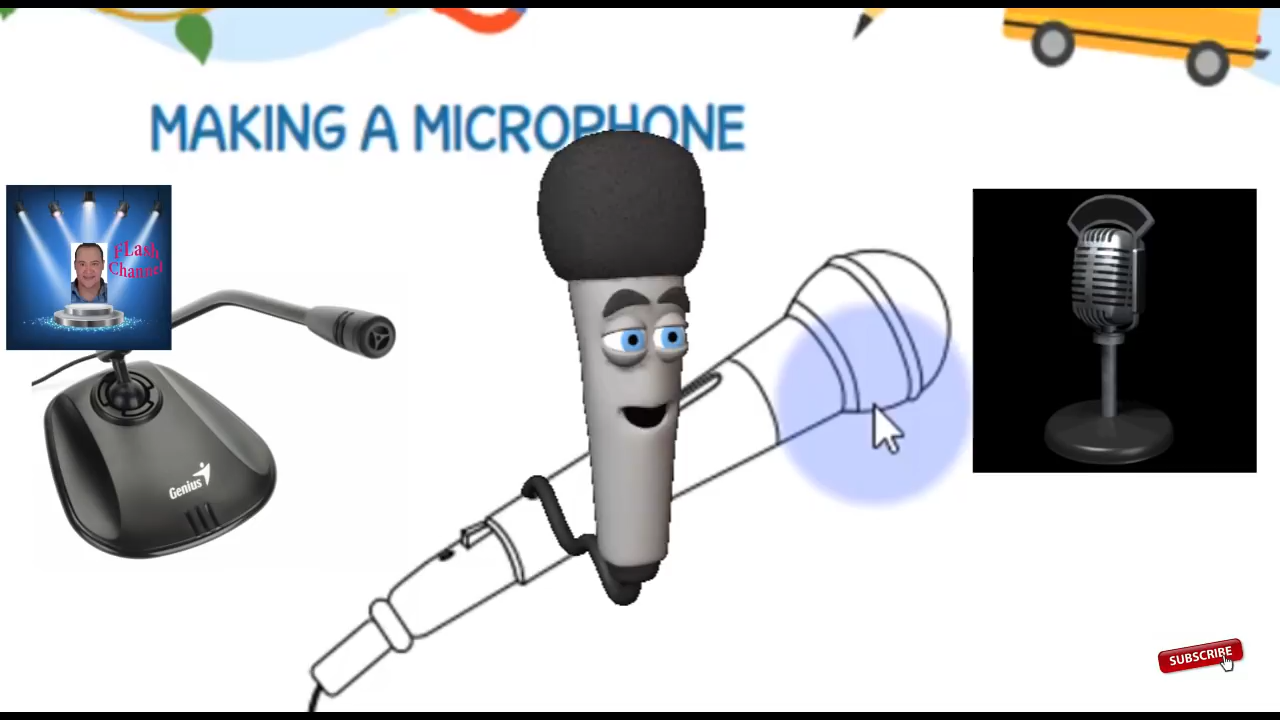 MAKING A MICROPHONE
FLash
Channel
Genius
SUBSCRIBE